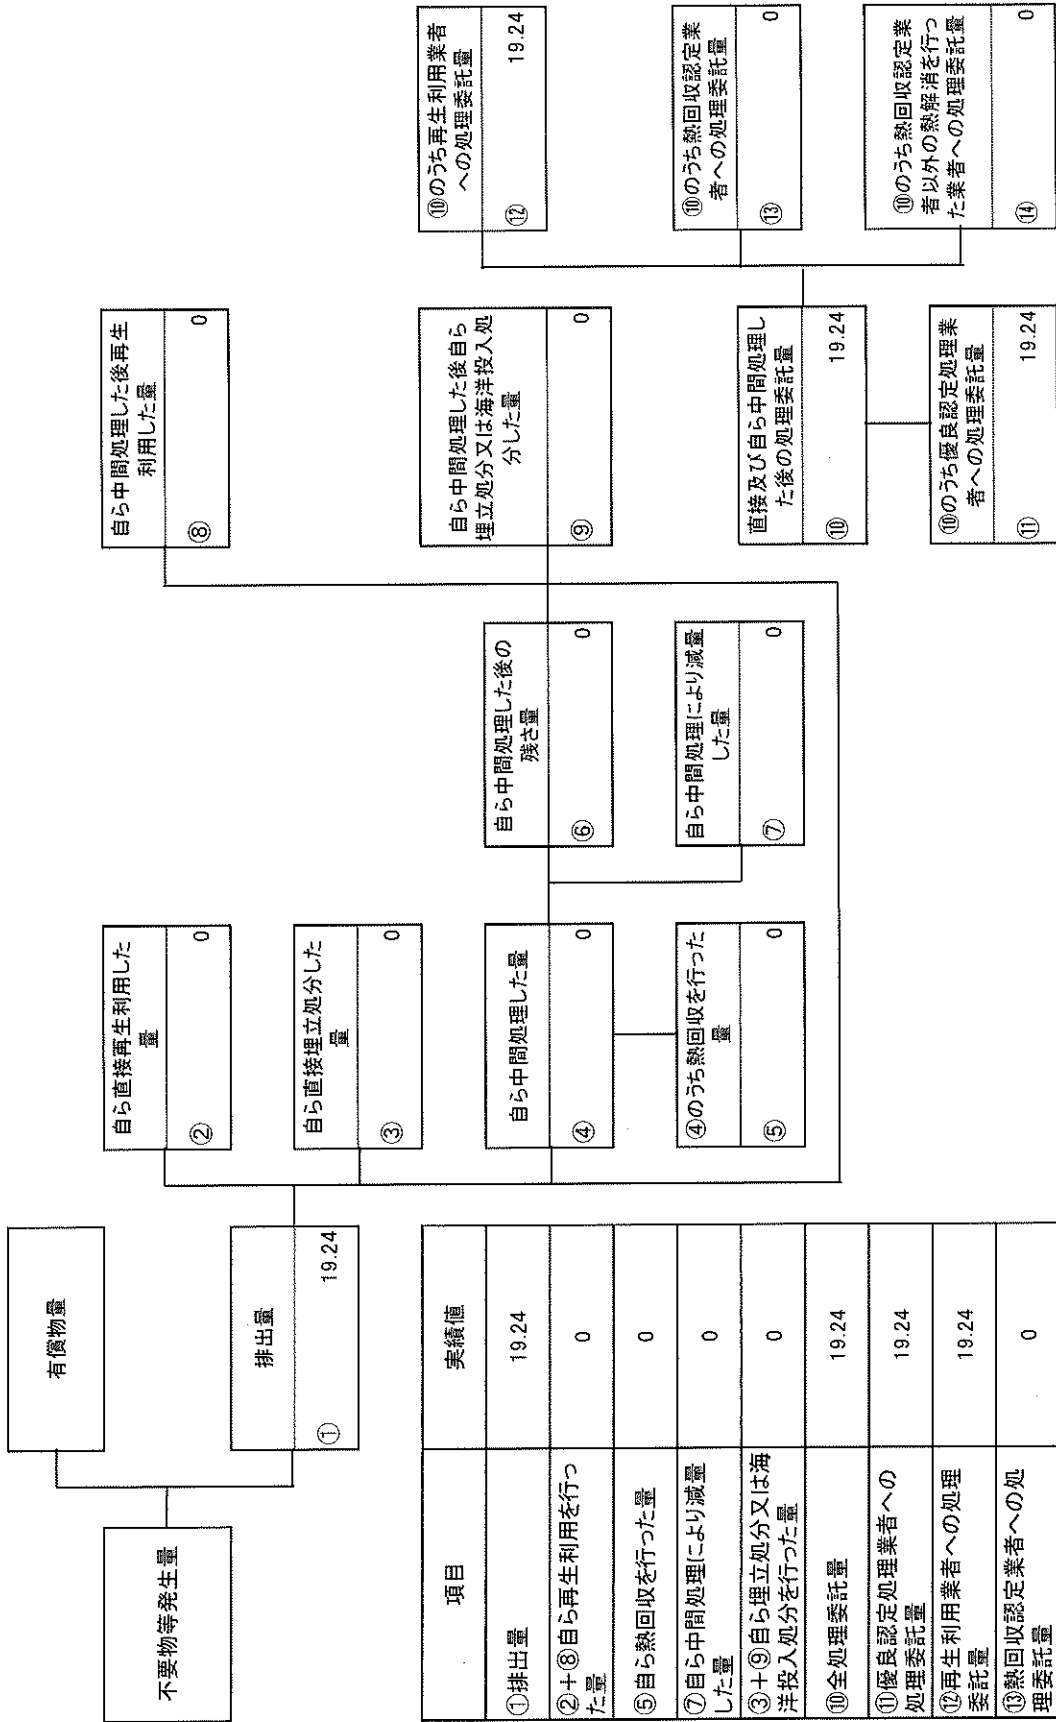 不要物等発生量
有償物量
排出量
① 19.24
自ら直接再生利用した
量
② 0
自ら直接埋立処分した
量
③ 0
自ら中間処理した量
④ 0
④のうち熱回収を行った
量
⑤ 0
自ら中間処理した後の
残さ量
⑥ 0
自ら中間処理により減量
した量
⑦ 0
自ら中間処理した後再生
利用した量
⑧ 0
自ら中間処理した後自ら
埋立処分又は海洋投入処
分した量
⑨ 0
直接及び自ら中間処理し
た後の処理委託量
⑩ 19.24
⑩のうち優良認定処理業
者への処理委託量
⑪ 19.24
⑩のうち再生利用業者
への処理委託量
⑫ 19.24
⑩のうち熱回収認定業
者への処理委託量
⑬ 0
⑩のうち熱回収認定業
者以外の熱解消を行っ
た業者への処理委託量
⑭ 0
項目 実績値
①排出量 19.24
②+⑧自ら再生利用を行っ
た量 0
⑤自ら熱回収を行った量 0
⑦自ら中間処理により減量
した量 0
③+⑨自ら埋立処分又は海
洋投入処分を行った量 0
⑩全処理委託量 19.24
⑪優良認定処理業者への
処理委託量 19.24
⑫再生利用業者への処理
委託量 19.24
⑬熱回収認定業者への処
理委託量 0